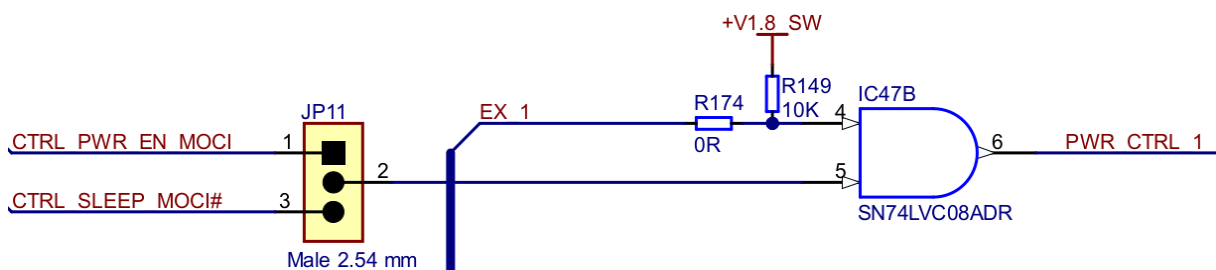 +V1.8_SW
R149
10K
IC47B
R174
0R
EX_1
4
JP11
CTRL_PWR_EN_MOCI
1
6
PWR_CTRL_1
2
5
CTRL_SLEEP_MOCI#
3
SN74LVC08ADR
Male 2.54 mm